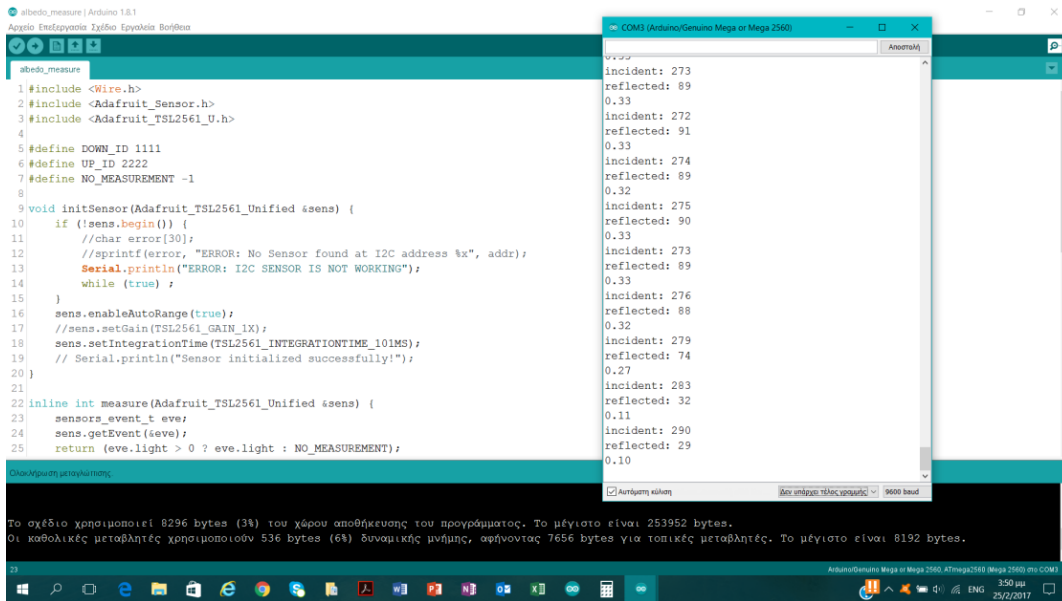 albedo_measure | Arduino 1.8.1
Αρχείο Επεξεργασία Σχέδιο Εργαλεία Βοήθεια
albedo_measure
1 #include <Wire.h>
2 #include <Adafruit_Sensor.h>
3 #include <Adafruit_TSL2561_U.h>
4
5 #define DOWN_ID 1111
6 #define UP_ID 2222
7 #define NO_MEASUREMENT -1
8
9 void initSensor(Adafruit_TSL2561_Unified &sens) {
10 if (!sens.begin()) {
11 //char error[30];
12 //sprintf(error, "ERROR: No Sensor found at I2C address %x", addr);
13 Serial.println("ERROR: I2C SENSOR IS NOT WORKING");
14 while (true) ;
15 }
16 sens.enableAutoRange(true);
17 //sens.setGain(TSL2561_GAIN_1X);
18 sens.setIntegrationTime(TSL2561_INTEGRATIONTIME_101MS);
19 // Serial.println("Sensor initialized successfully!");
20 }
21
22 inline int measure(Adafruit_TSL2561_Unified &sens) {
23 sensors_event_t eve;
24 sens.getEvent(&eve);
25 return (eve.light > 0 ? eve.light : NO_MEASUREMENT);
COM3 (Arduino/Genuino Mega or Mega 2560)
Αποστολή
0.33
incident: 273
reflected: 89
0.33
incident: 272
reflected: 91
0.33
incident: 274
reflected: 89
0.32
incident: 275
reflected: 90
0.33
incident: 273
reflected: 89
0.33
incident: 276
reflected: 88
0.32
incident: 279
reflected: 74
0.27
incident: 283
reflected: 32
0.11
incident: 290
reflected: 29
0.10
Αυτόματη κύλιση
Δεν υπάρχει τέλος γραμμής
9600 baud
Ολοκλήρωση μεταγλώττισης.
Το σχέδιο χρησιμοποιεί 8296 bytes (3%) του χώρου αποθήκευσης του προγράμματος. Το μέγιστο είναι 253952 bytes.
Οι καθολικές μεταβλητές χρησιμοποιούν 536 bytes (6%) δυναμικής μνήμης, αφήνοντας 7656 bytes για τοπικές μεταβλητές. Το μέγιστο είναι 8192 bytes.
23
Arduino/Genuino Mega or Mega 2560, ATmega2560 (Mega 2560) στο COM3
ENG
3:50 μμ
25/2/2017